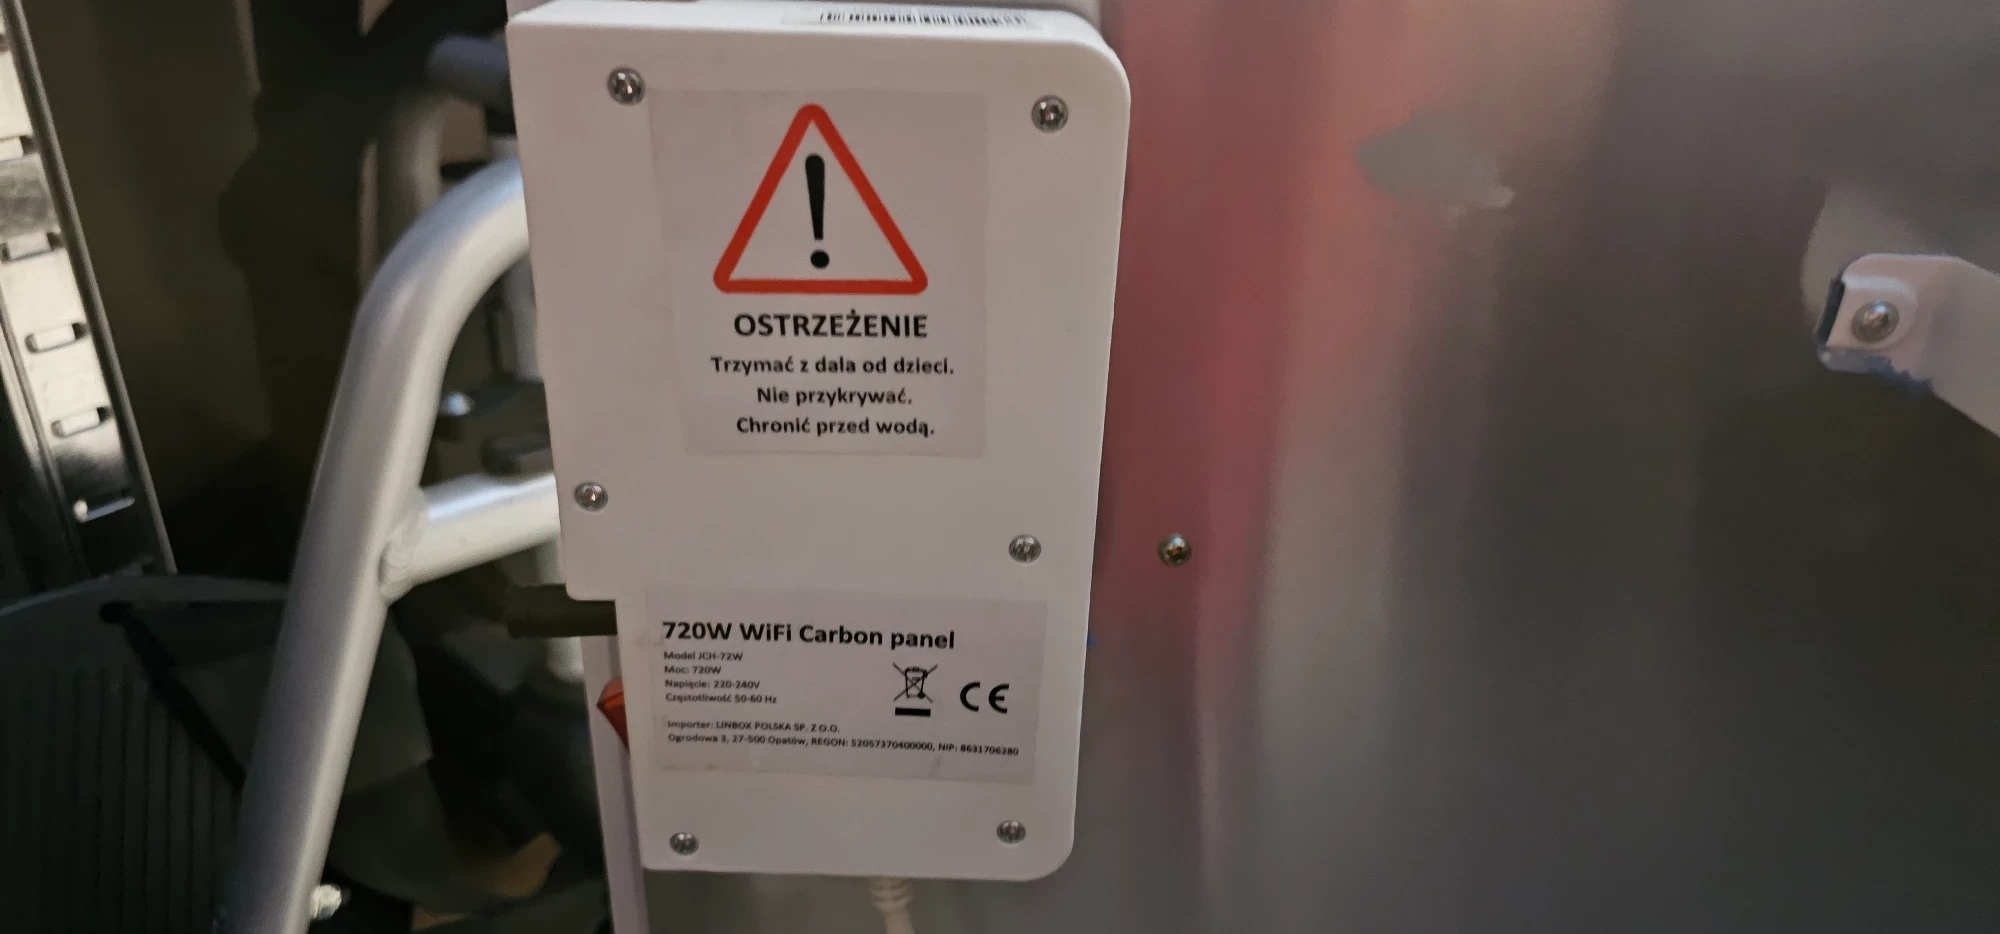 OSTRZEŻENIE
Trzymać z dala od dzieci.
Nie przykrywać.
Chronić przed wodą.
720W WiFi Carbon panel
Model JCH-72W
Moc: 720W
Napięcie: 220-240V
Częstotliwość 50-60 Hz
CE
Importer: LINBOX POLSKA SP. Z O.O.
Ogrodowa 3, 27-500 Opatów, REGON: 52057370400000, NIP: 8631706280